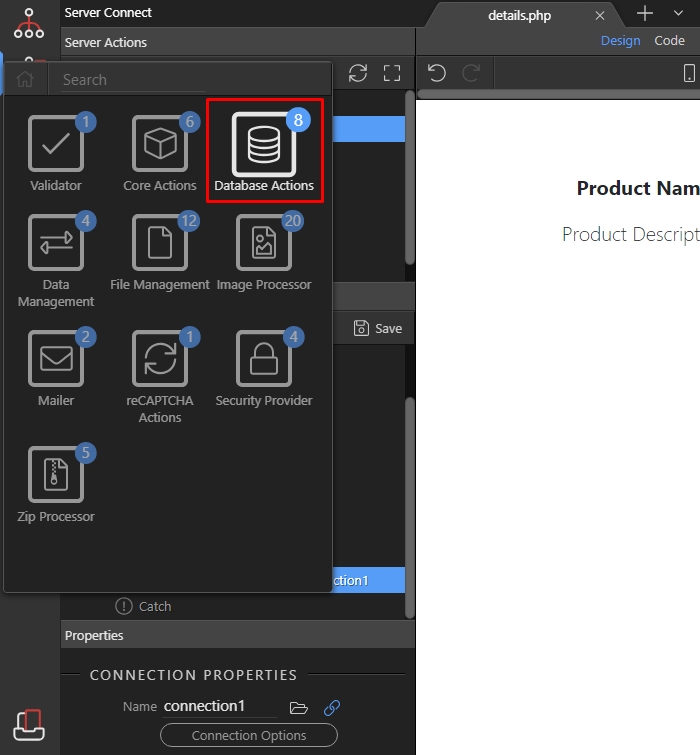 Server Connect
details.php
Server Actions
Design Code
Search
1
6
8
Validator
Core Actions
Database Actions
4
12
20
Data
Management
File Management
Image Processor
Save
2
1
4
Mailer
reCAPTCHA
Actions
Security Provider
5
Zip Processor
ction1
Catch
Properties
CONNECTION PROPERTIES
Name connection1
Connection Options
Product Nam
Product Descript